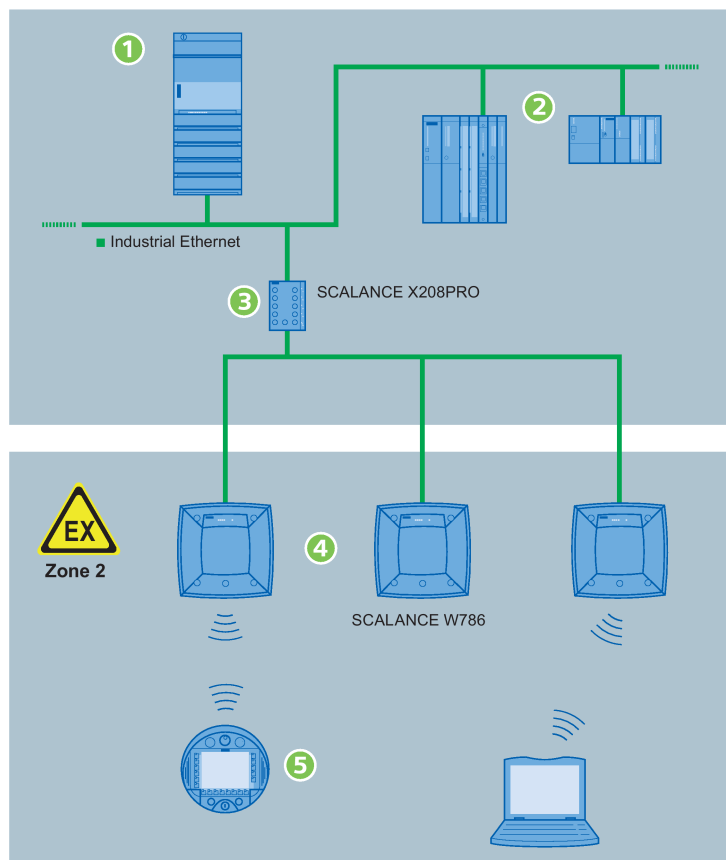 1
2
Industrial Ethernet
3
SCALANCE X208PRO
EX
Zone 2
4
SCALANCE W786
5